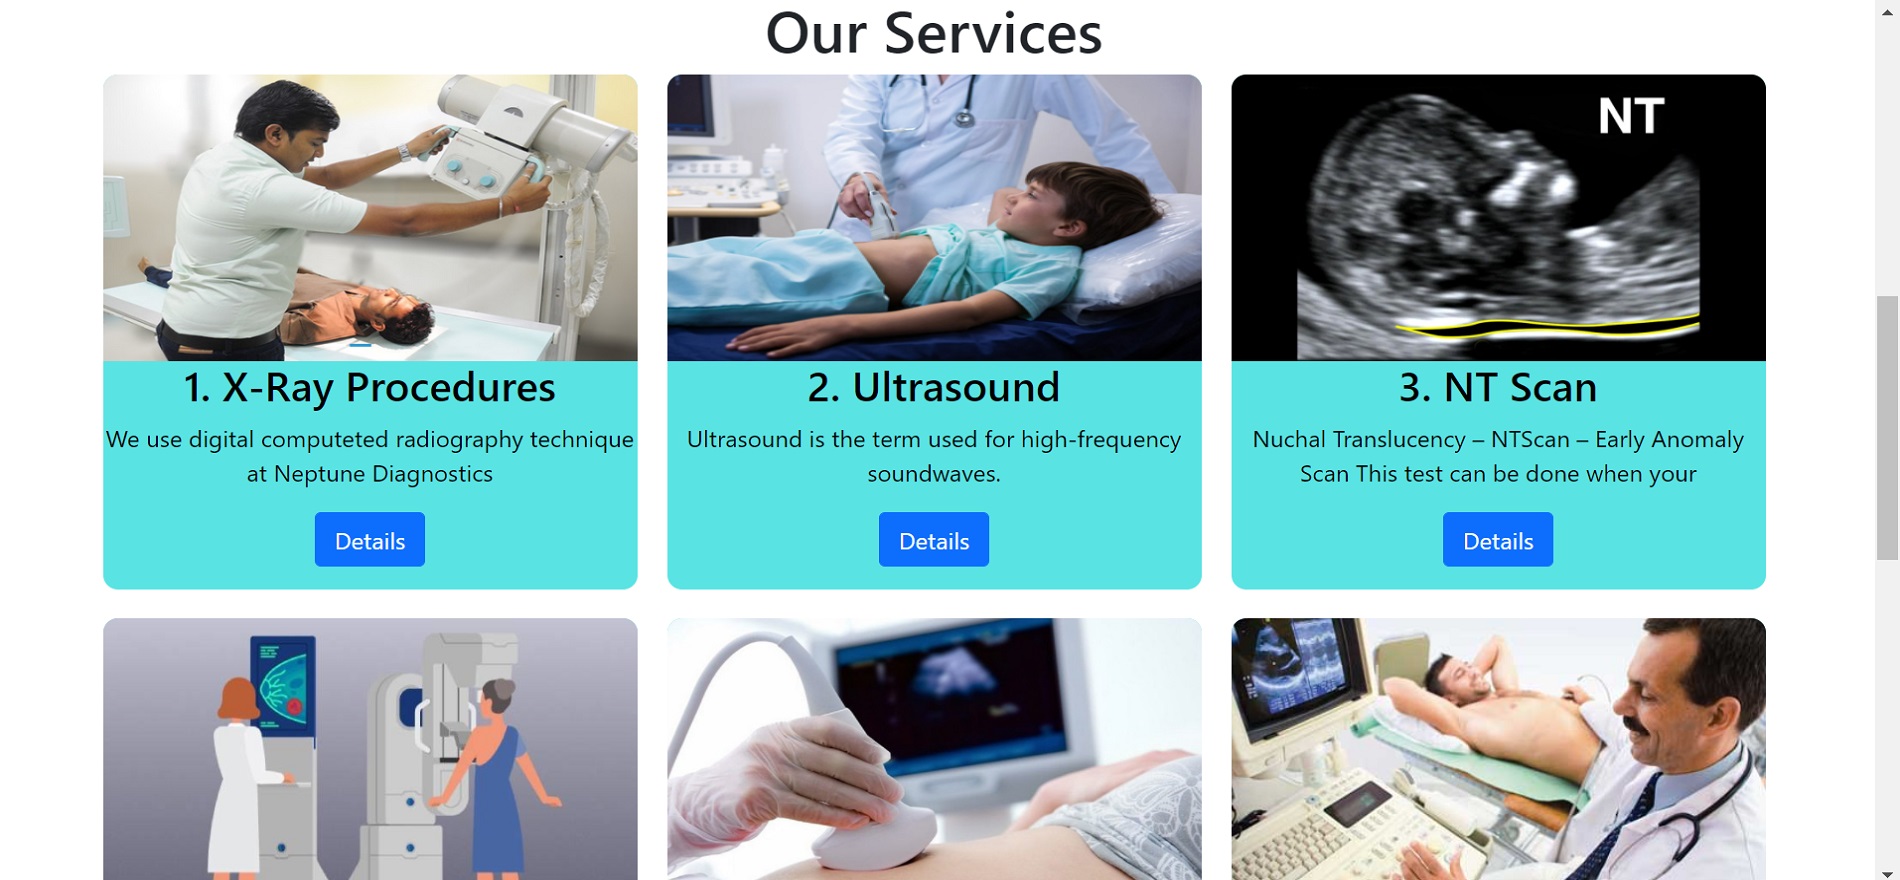 Our Services
NT
1. X-Ray Procedures
We use digital computeted radiography technique
at Neptune Diagnostics
Details
2. Ultrasound
Ultrasound is the term used for high-frequency
soundwaves.
Details
3. NT Scan
Nuchal Translucency – NTScan – Early Anomaly
Scan This test can be done when your
Details